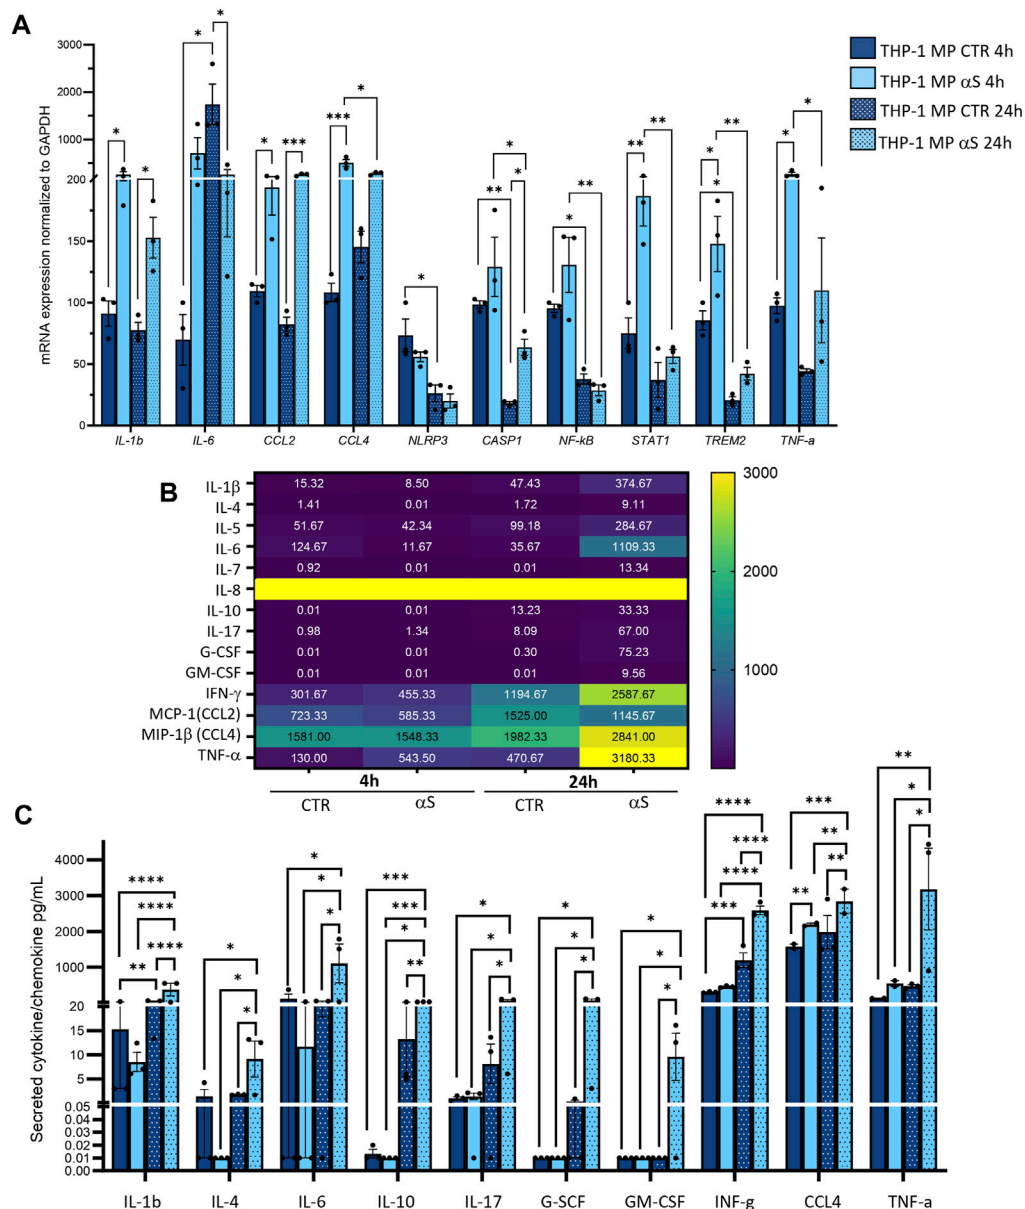 A
mRNA expression normalized to GAPDH
3000
2000
1000
200
150
100
50
0
* * * * *** *** * * ** * * * ** ** ** * ** * * *
IL-1b IL-6 CCL2 CCL4 NLRP3 CASP1 NF-kB STAT1 TREM2 TNF-a
THP-1 MP CTR 4h
THP-1 MP αS 4h
THP-1 MP CTR 24h
THP-1 MP αS 24h
B
IL-1β 15.32 8.50 47.43 374.67
IL-4 1.41 0.01 1.72 9.11
IL-5 51.67 42.34 99.18 284.67
IL-6 124.67 11.67 35.67 1109.33
IL-7 0.92 0.01 0.01 13.34
IL-8
IL-10 0.01 0.01 13.23 33.33
IL-17 0.98 1.34 8.09 67.00
G-CSF 0.01 0.01 0.30 75.23
GM-CSF 0.01 0.01 0.01 9.56
IFN-γ 301.67 455.33 1194.67 2587.67
MCP-1(CCL2) 723.33 585.33 1525.00 1145.67
MIP-1β (CCL4) 1581.00 1548.33 1982.33 2841.00
TNF-α 130.00 543.50 470.67 3180.33
4h 24h
CTR αS CTR αS
3000
2000
1000
C
Secreted cytokine/chemokine pg/mL
4000
3000
2000
1000
20
15
10
5
0.05
0.04
0.03
0.02
0.01
0.00
**** **** **** **
* * *
* * *
*** *** * **
* * *
* * *
* * *
**** **** **** ***
*** ** ** **
** * *
IL-1b IL-4 IL-6 IL-10 IL-17 G-SCF GM-CSF INF-g CCL4 TNF-a